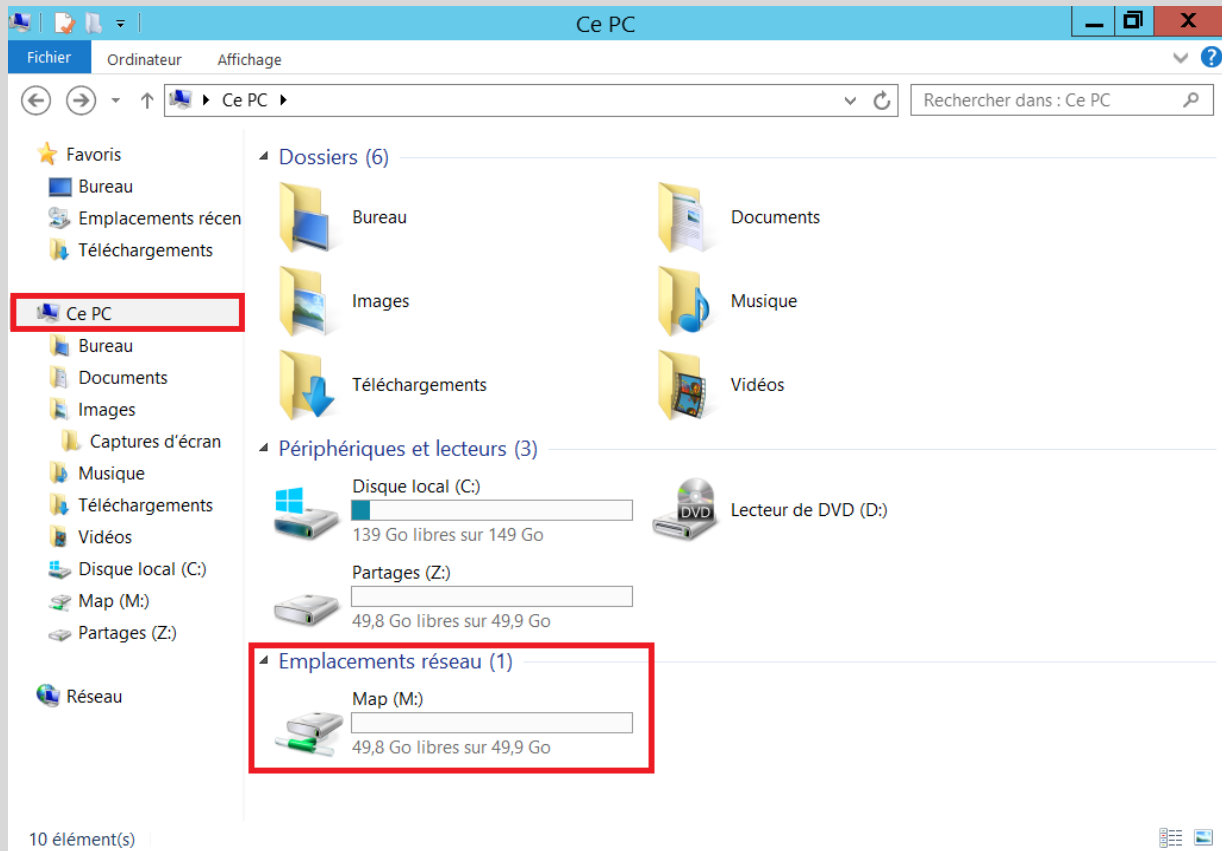 Ce PC
Fichier
Ordinateur
Affichage
Ce PC
Rechercher dans : Ce PC
Favoris
Bureau
Emplacements récen
Téléchargements
Ce PC
Bureau
Documents
Images
Captures d'écran
Musique
Téléchargements
Vidéos
Disque local (C:)
Map (M:)
Partages (Z:)
Réseau
Dossiers (6)
Bureau
Documents
Images
Musique
Téléchargements
Vidéos
Périphériques et lecteurs (3)
Disque local (C:)
139 Go libres sur 149 Go
DVD
Lecteur de DVD (D:)
Partages (Z:)
49,8 Go libres sur 49,9 Go
Emplacements réseau (1)
Map (M:)
49,8 Go libres sur 49,9 Go
10 élément(s)